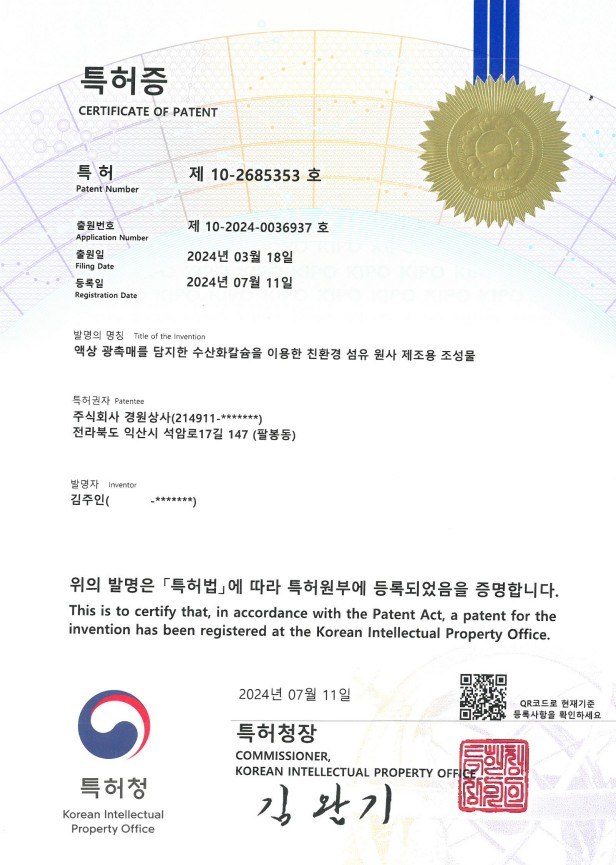 특허증
CERTIFICATE OF PATENT
특 허
Patent Number
제 10-2685353 호
출원번호
Application Number
제 10-2024-0036937 호
출원일
Filing Date
2024년 03월 18일
등록일
Registration Date
2024년 07월 11일
발명의 명칭 Title of the Invention
액상 광촉매를 담지한 수산화칼슘을 이용한 친환경 섬유 원사 제조용 조성물
특허권자 Patentee
주식회사 경원상사(214911-*******)
전라북도 익산시 석암로17길 147 (팔봉동)
발명자 Inventor
김주인( -*******)
위의 발명은 「특허법」에 따라 특허원부에 등록되었음을 증명합니다.
This is to certify that, in accordance with the Patent Act, a patent for the
invention has been registered at the Korean Intellectual Property Office.
2024년 07월 11일
QR코드로 현재기준
등록사항을 확인하세요
특허청장
COMMISSIONER,
KOREAN INTELLECTUAL PROPERTY OFFICE
김완기
특허청
Korean Intellectual
Property Office